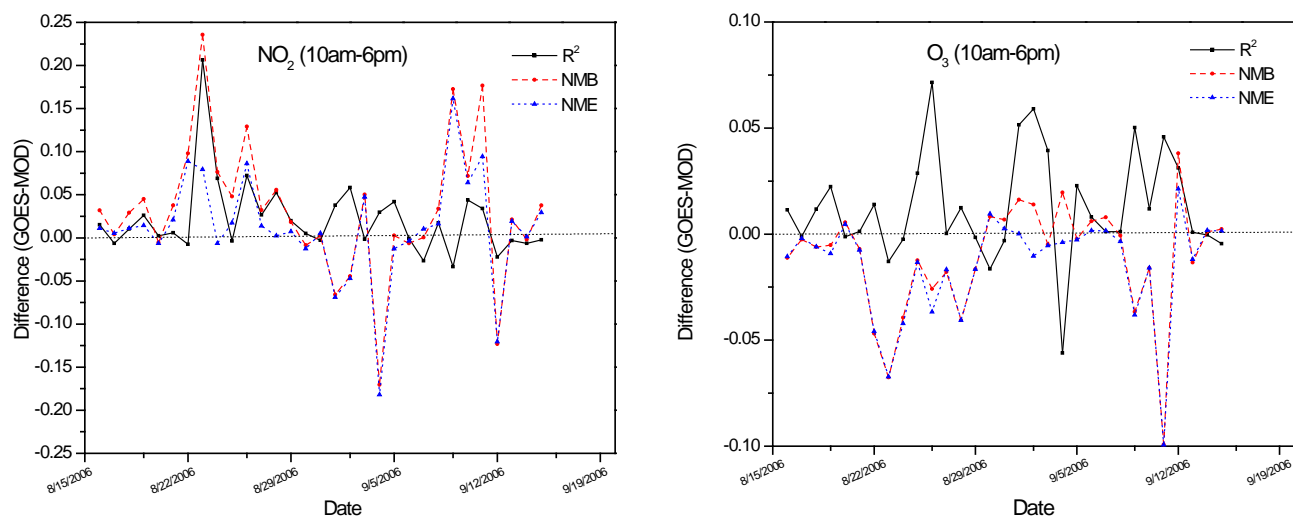 NO₂ (10am-6pm)
R²
NMB
NME
Difference (GOES-MOD)
0.25
0.20
0.15
0.10
0.05
0.00
-0.05
-0.10
-0.15
-0.20
-0.25
8/15/2006
8/22/2006
8/29/2006
9/5/2006
9/12/2006
9/19/2006
Date
O₃ (10am-6pm)
R²
NMB
NME
Difference (GOES-MOD)
0.10
0.05
0.00
-0.05
-0.10
8/15/2006
8/22/2006
8/29/2006
9/5/2006
9/12/2006
9/19/2006
Date